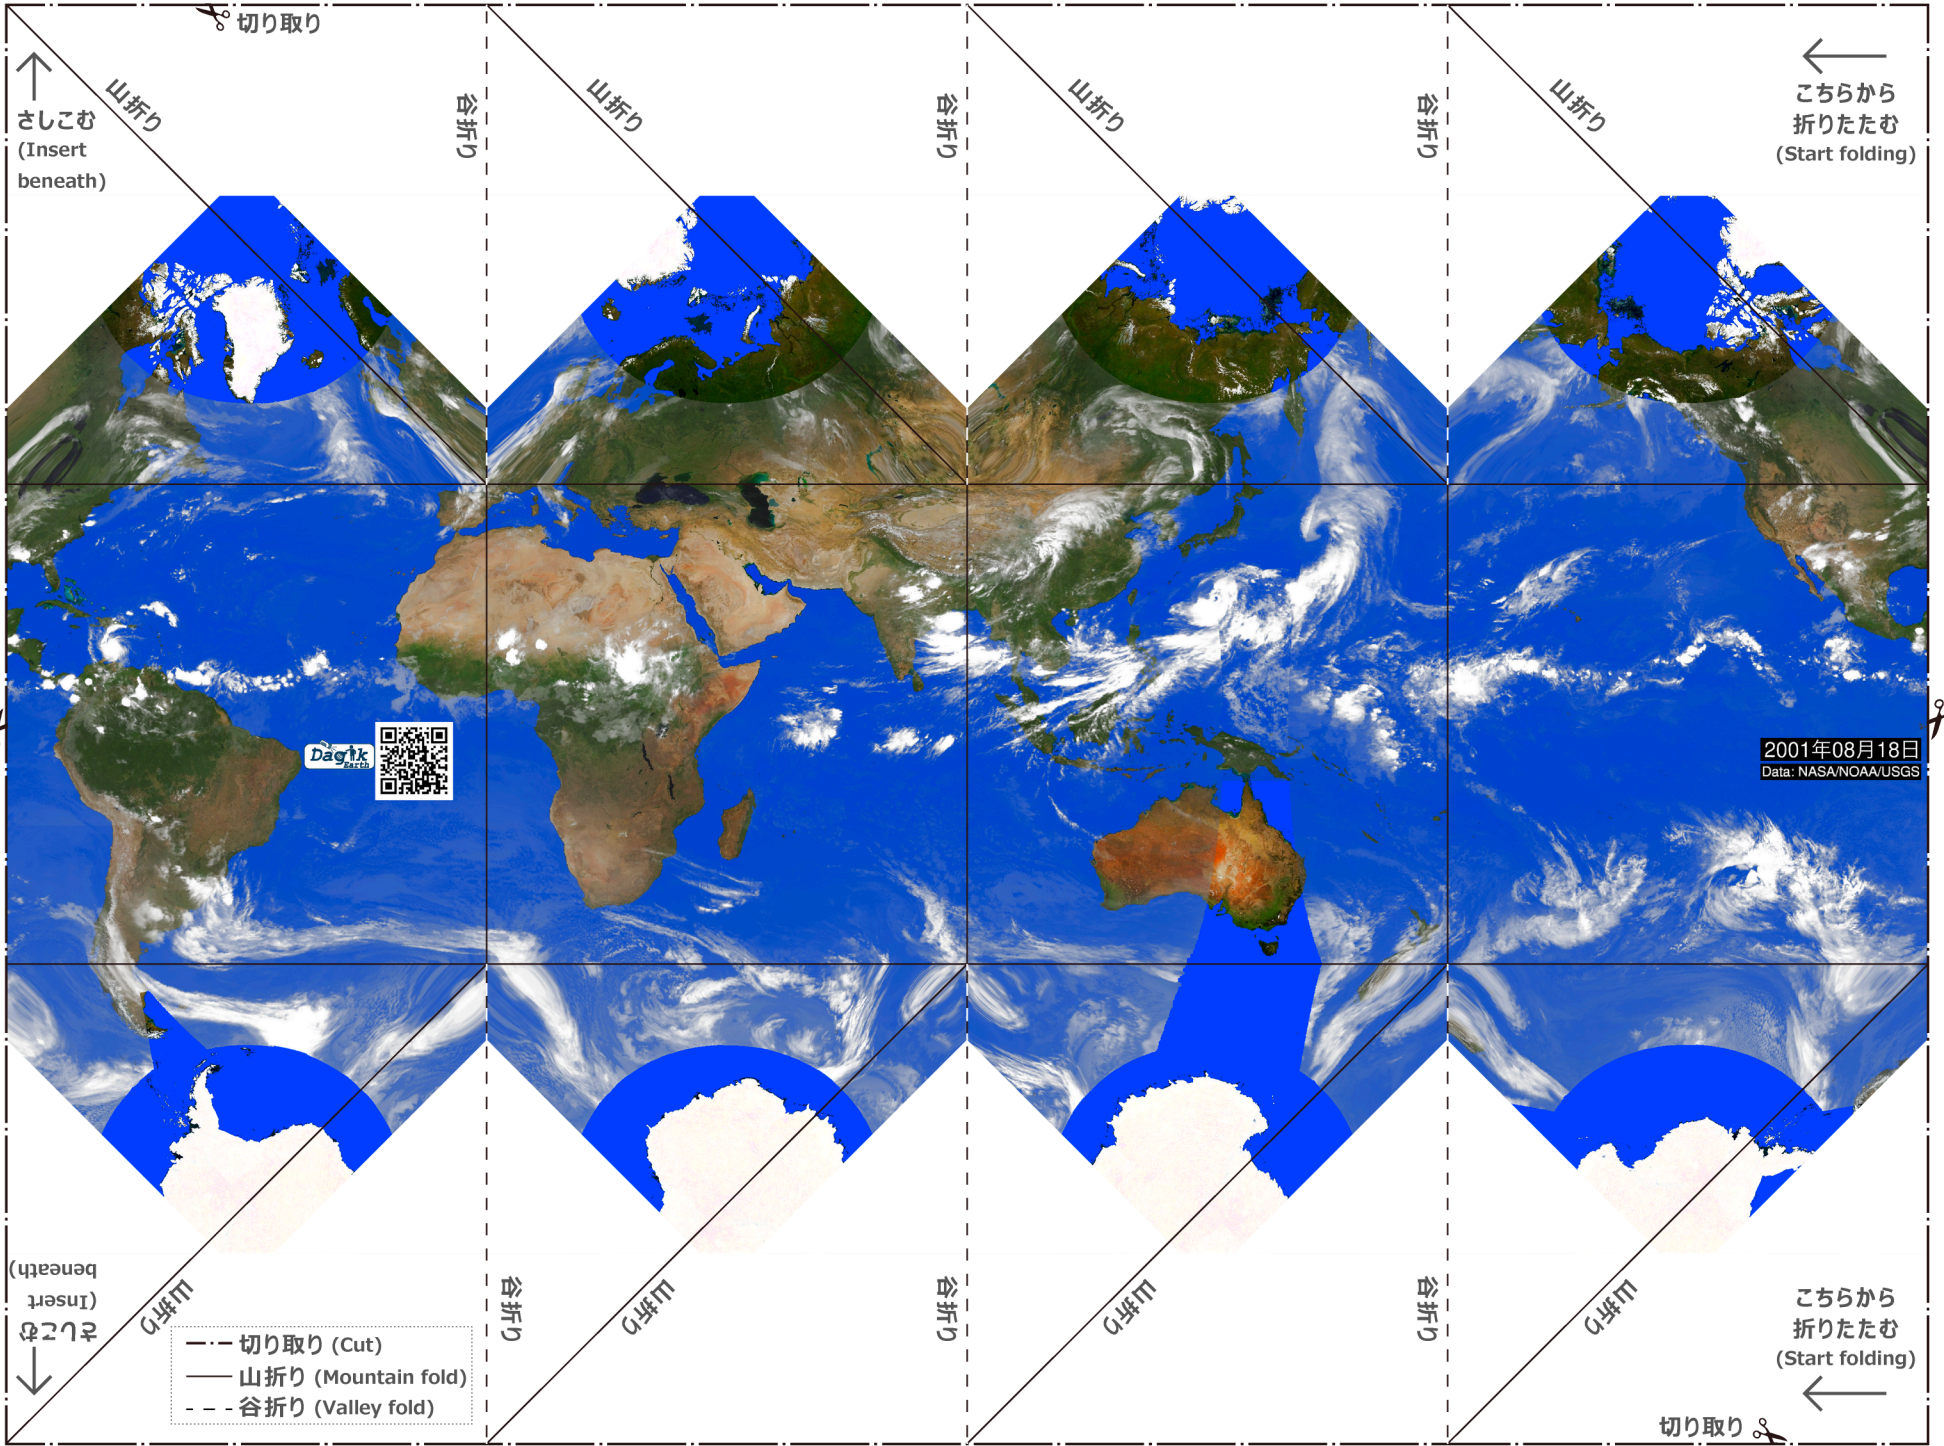 切り取り
山折り
谷折り
山折り
谷折り
山折り
谷折り
山折り
さしこむ
(Insert
beneath)
こちらから
折りたたむ
(Start folding)
Dagik
Earth
2001年08月18日
Data: NASA/NOAA/USGS
さしこむ
(Insert
beneath)
山折り
谷折り
山折り
谷折り
山折り
谷折り
山折り
こちらから
折りたたむ
(Start folding)
切り取り (Cut)
山折り (Mountain fold)
谷折り (Valley fold)
切り取り